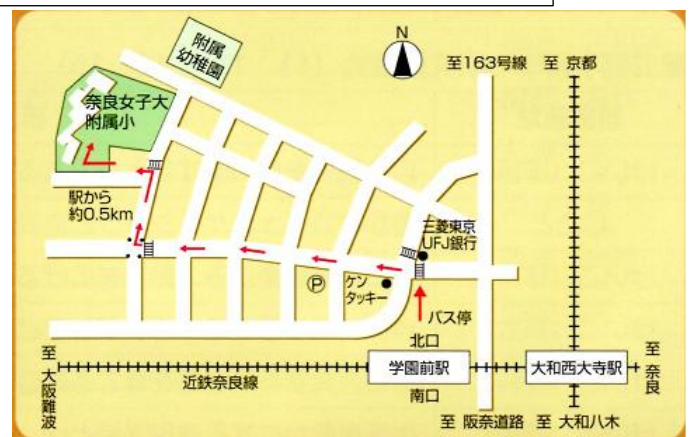 附属
幼稚園
N
至163号線
至 京都
奈良女子大
附属小
駅から
約0.5km
三菱東京
UFJ銀行
P
ケン
タッキー
バス停
北口
至 大阪難波
近鉄奈良線
学園前駅
大和西大寺駅
至 奈良
南口
至 阪奈道路
至 大和八木